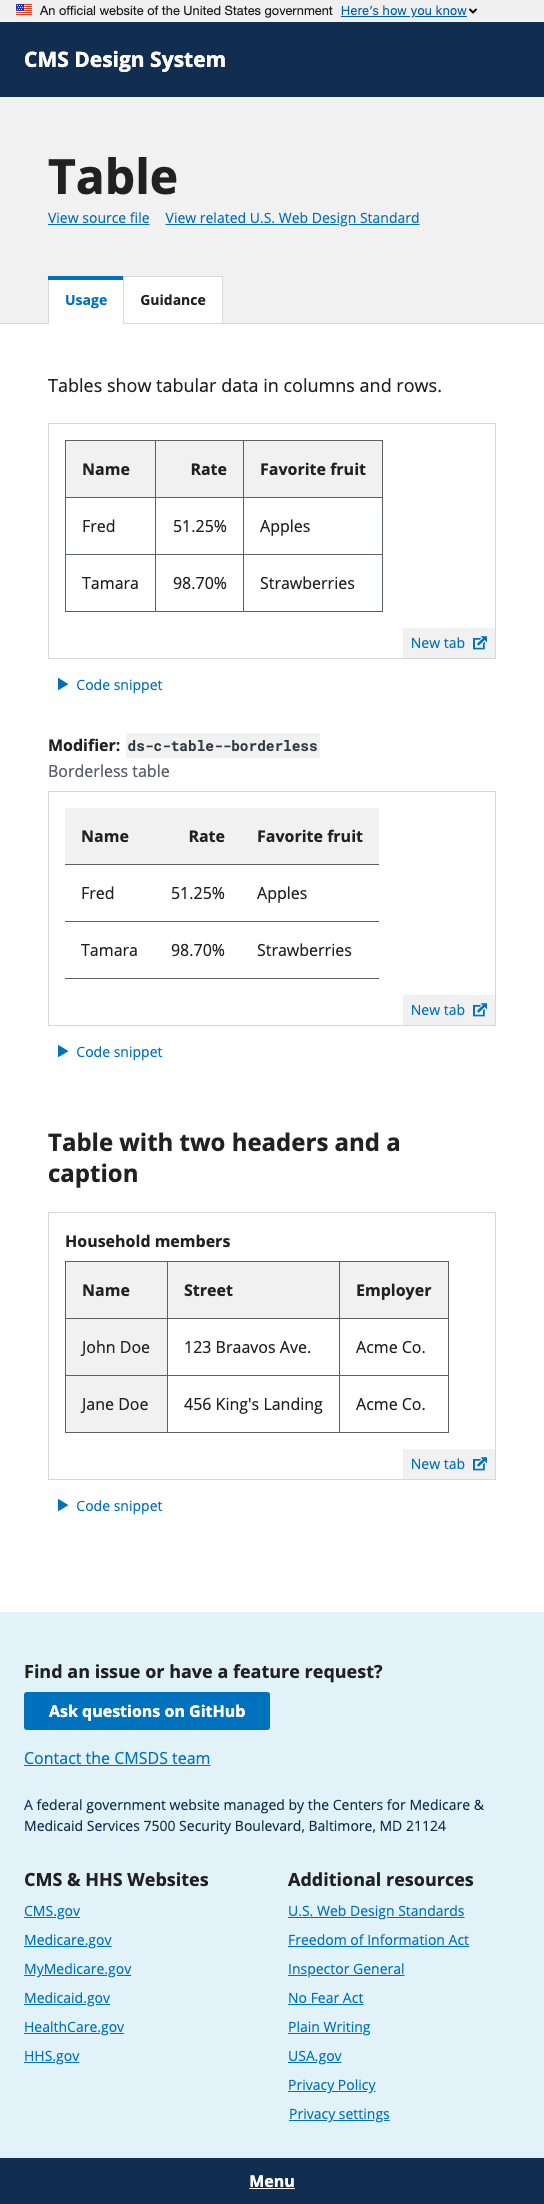 An official website of the United States government Here's how you know
CMS Design System
Table
View source file View related U.S. Web Design Standard
Usage Guidance
Tables show tabular data in columns and rows.
Name Rate Favorite fruit
Fred 51.25% Apples
Tamara 98.70% Strawberries
New tab
Code snippet
Modifier: ds-c-table--borderless
Borderless table
Name Rate Favorite fruit
Fred 51.25% Apples
Tamara 98.70% Strawberries
New tab
Code snippet
Table with two headers and a
caption
Household members
Name Street Employer
John Doe 123 Braavos Ave. Acme Co.
Jane Doe 456 King's Landing Acme Co.
New tab
Code snippet
Find an issue or have a feature request?
Ask questions on GitHub
Contact the CMSDS team
A federal government website managed by the Centers for Medicare &
Medicaid Services 7500 Security Boulevard, Baltimore, MD 21124
CMS & HHS Websites
CMS.gov
Medicare.gov
MyMedicare.gov
Medicaid.gov
HealthCare.gov
HHS.gov
Additional resources
U.S. Web Design Standards
Freedom of Information Act
Inspector General
No Fear Act
Plain Writing
USA.gov
Privacy Policy
Privacy settings
Menu